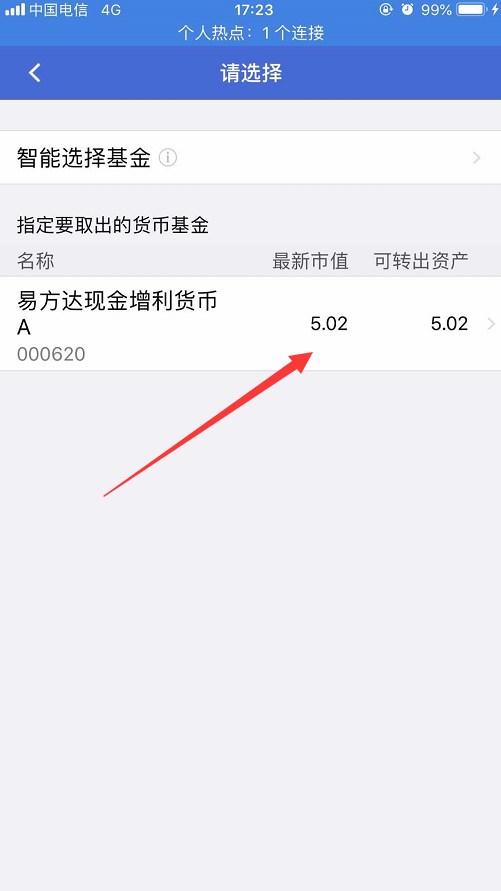 中国电信 4G 17:23 99%
个人热点：1 个连接
请选择
智能选择基金
指定要取出的货币基金
名称 最新市值 可转出资产
易方达现金增利货币
A
5.02 5.02
000620